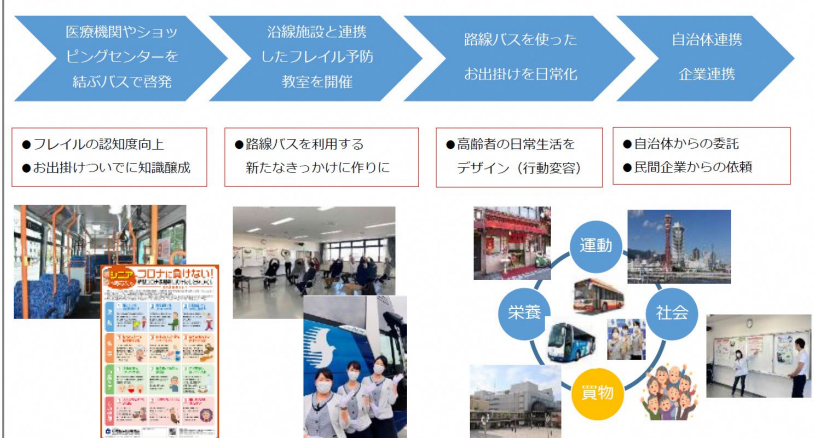 医療機関やショッ
ピングセンターを
結ぶバスで啓発
沿線施設と連携
したフレイル予防
教室を開催
路線バスを使った
お出掛けを日常化
自治体連携
企業連携
●フレイルの認知度向上
●お出掛けついでに知識醸成
●路線バスを利用する
新たなきっかけに作りに
●高齢者の日常生活を
デザイン（行動変容）
●自治体からの委託
●民間企業からの依頼
シニア
コロナに負けない!
運動
栄養
社会
買物